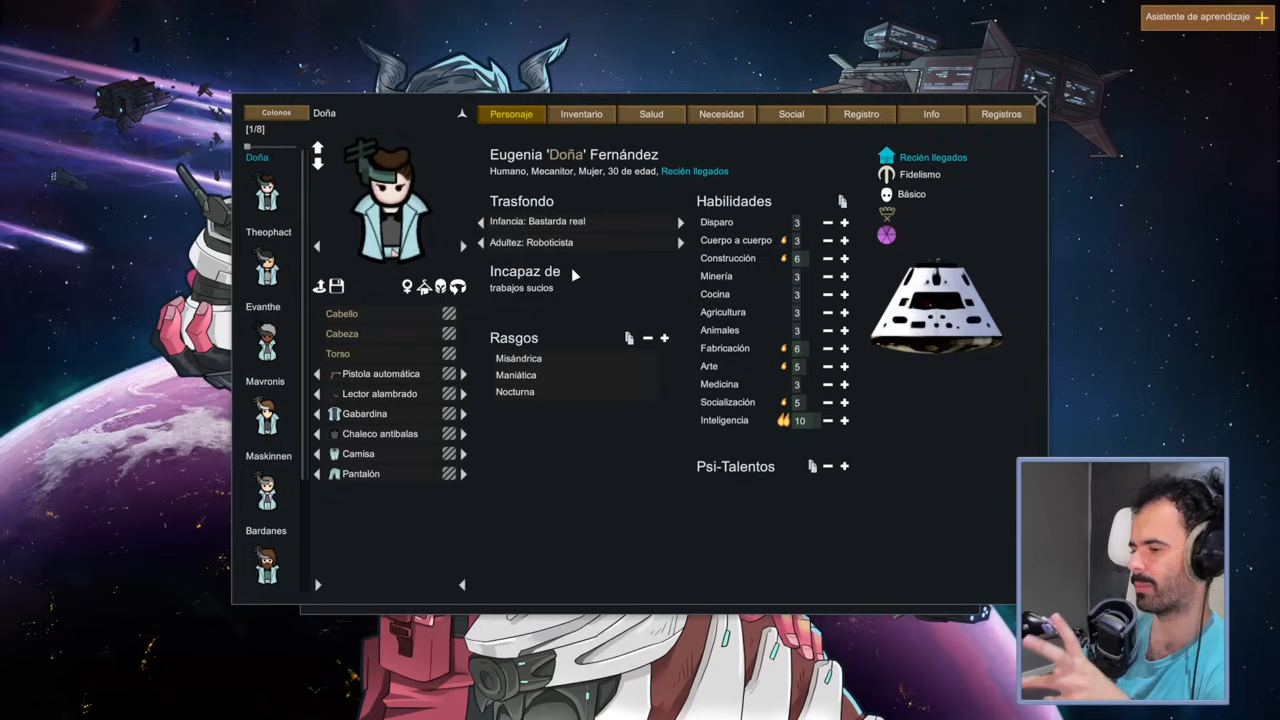 Asistente de aprendizaje
Colonos
Doña
[1/8]
Doña
Theophact
Evanthe
Mavronis
Maskinnen
Bardanes
Cabello
Cabeza
Torso
Pistola automática
Lector alambrado
Gabardina
Chaleco antibalas
Camisa
Pantalón
Personaje
Inventario
Salud
Necesidad
Social
Registro
Info
Registros
Eugenia 'Doña' Fernández
Humano, Mecanitor, Mujer, 30 de edad, Recién llegados
Trasfondo
Infancia: Bastarda real
Adultez: Roboticista
Incapaz de
trabajos sucios
Rasgos
Misándrica
Maniática
Nocturna
Habilidades
Disparo 3
Cuerpo a cuerpo 3
Construcción 6
Minería 3
Cocina 3
Agricultura 3
Animales 3
Fabricación 6
Arte 5
Medicina 3
Socialización 5
Inteligencia 10
Psi-Talentos
Recién llegados
Fidelismo
Básico